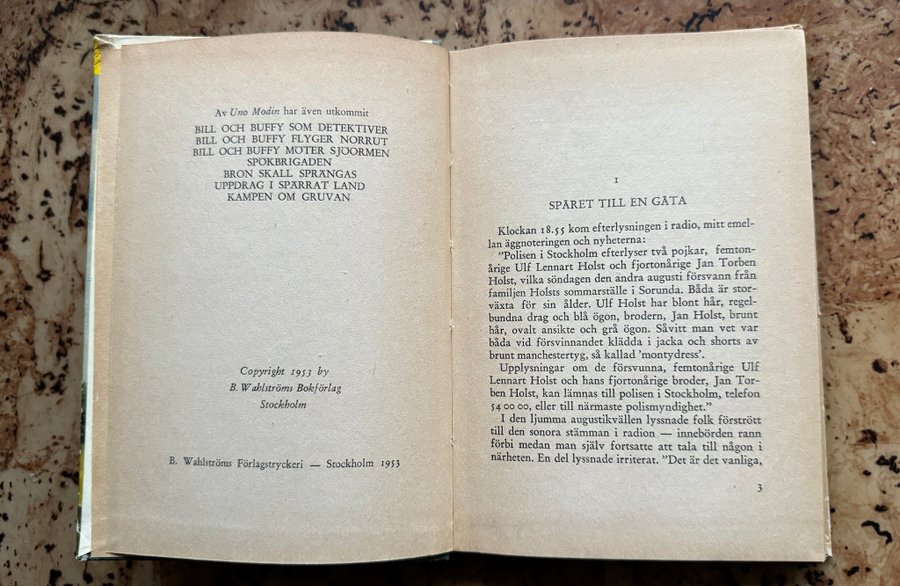 Av Uno Modin har även utkommit
BILL OCH BUFFY SOM DETEKTIVER
BILL OCH BUFFY FLYGER NORRUT
BILL OCH BUFFY MÖTER SJÖORMEN
SPÖKBRIGADEN
BRON SKALL SPRÄNGAS
UPPDRAG I SPÄRRAT LAND
KAMPEN OM GRUVAN
Copyright 1953 by
B. Wahlströms Bokförlag
Stockholm
B. Wahlströms Förlagstryckeri — Stockholm 1953
I
SPÅRET TILL EN GÅTA
Klockan 18.55 kom efterlysningen i radio, mitt emel-
lan äggnoteringen och nyheterna:
"Polisen i Stockholm efterlyser två pojkar, femton-
årige Ulf Lennart Holst och fjortonårige Jan Torben
Holst, vilka söndagen den andra augusti försvann från
familjen Holsts sommarställe i Sorunda. Båda är stor-
växta för sin ålder. Ulf Holst har blont hår, regel-
bundna drag och blå ögon, brodern, Jan Holst, brunt
hår, ovalt ansikte och grå ögon. Såvitt man vet var
båda vid försvinnandet klädda i jacka och shorts av
brunt manchestertyg, så kallad 'montydress'.
Upplysningar om de försvunna, femtonårige Ulf
Lennart Holst och hans fjortonårige broder, Jan Tor-
ben Holst, kan lämnas till polisen i Stockholm, telefon
54 00 00, eller till närmaste polismyndighet."
I den ljumma augustikvällen lyssnade folk förstrött
till den sonora stämman i radion — innebörden rann
förbi medan man själv fortsatte att tala till någon i
närheten. En del lyssnade irriterat. "Det är det vanliga,
3